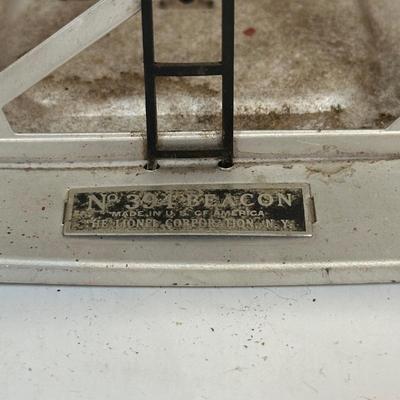 No 394 BEACON
MADE IN U.S. OF AMERICA
THE LIONEL CORPORATION, N.Y.